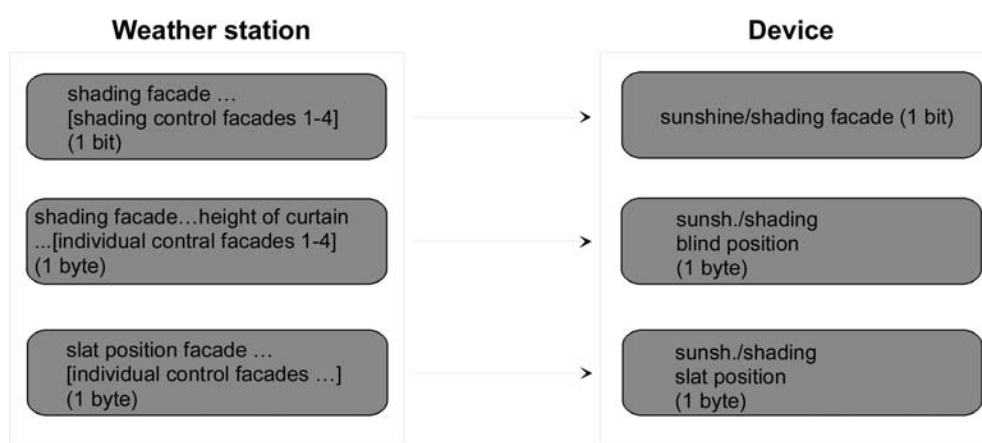 Weather station
Device
shading facade …
[shading control facades 1-4]
(1 bit)
sunshine/shading facade (1 bit)
shading facade…height of curtain
...[individual control facades 1-4]
(1 byte)
sunsh./shading
blind position
(1 byte)
slat position facade …
[individual control facades …]
(1 byte)
sunsh./shading
slat position
(1 byte)